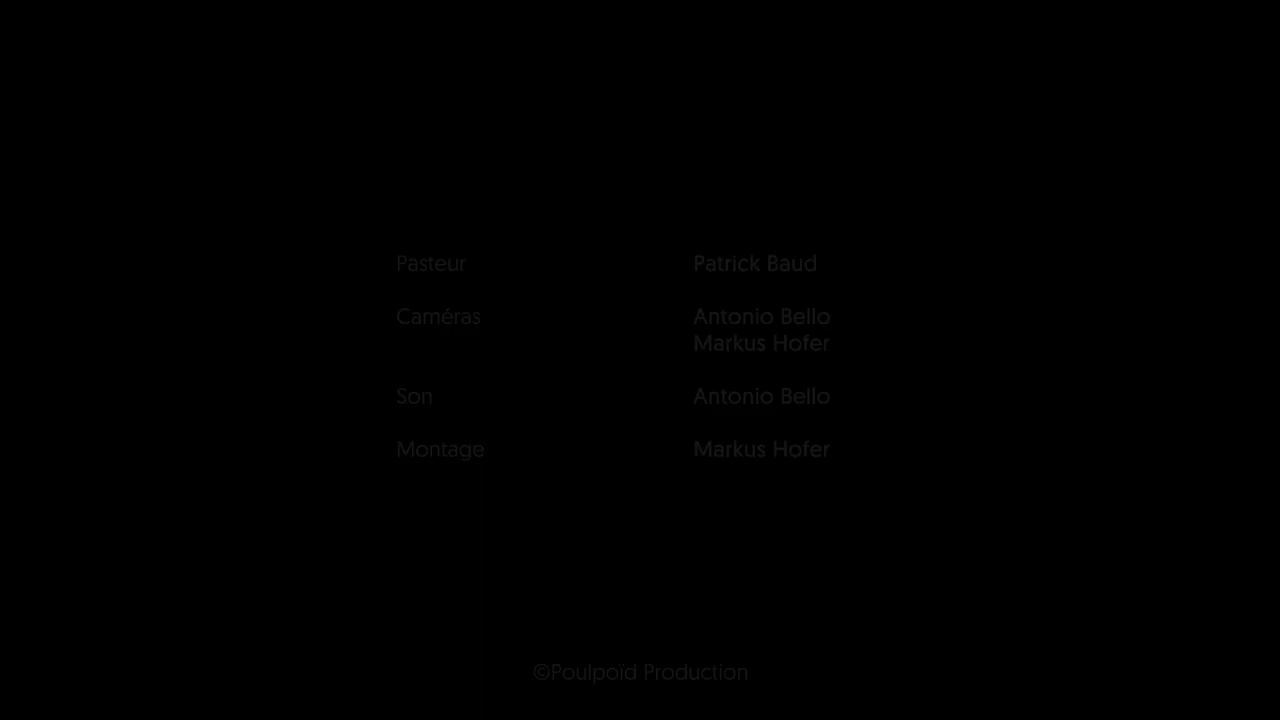 Pasteur Patrick Baud
Caméras Antonio Bello
Markus Hofer
Son Antonio Bello
Montage Markus Hofer
©Poulpoïd Production